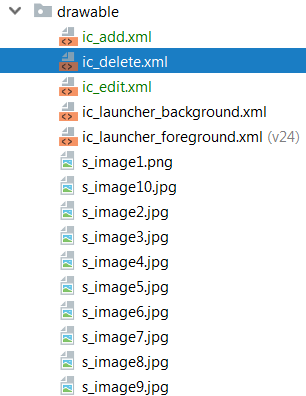 drawable
ic_add.xml
ic_delete.xml
ic_edit.xml
ic_launcher_background.xml
ic_launcher_foreground.xml (v24)
s_image1.png
s_image10.jpg
s_image2.jpg
s_image3.jpg
s_image4.jpg
s_image5.jpg
s_image6.jpg
s_image7.jpg
s_image8.jpg
s_image9.jpg